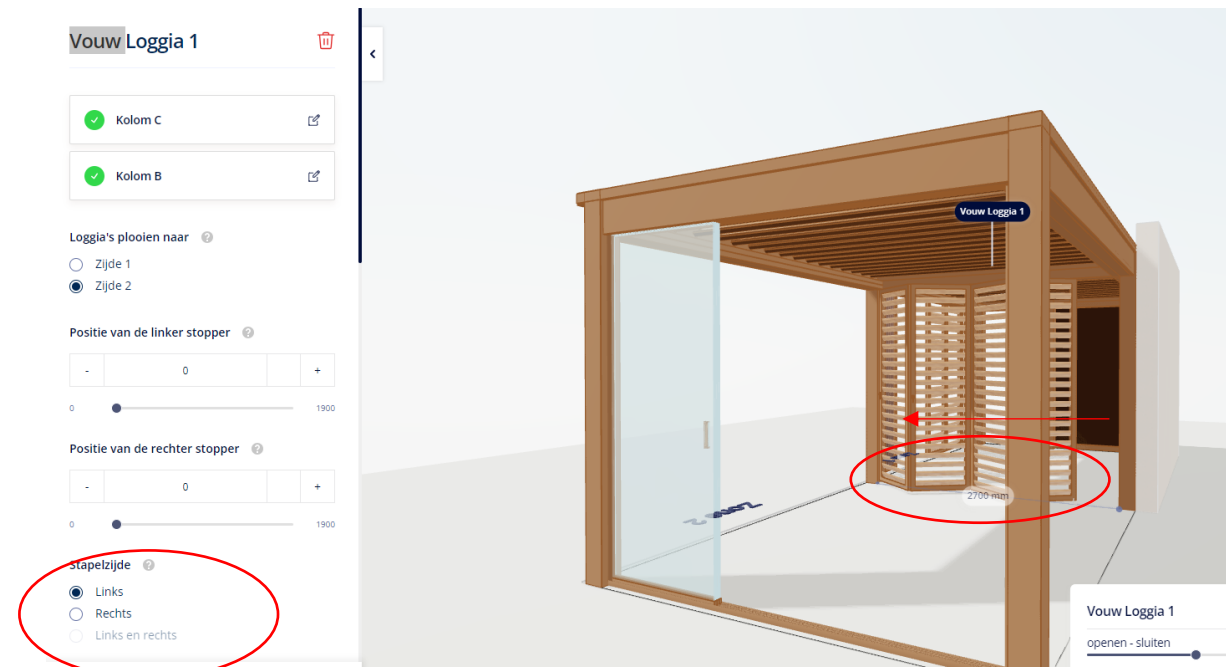 Vouw Loggia 1
Kolom C
Kolom B
Loggia's plooien naar ?
Zijde 1
Zijde 2
Positie van de linker stopper ?
- 0 +
0 1900
Positie van de rechter stopper ?
- 0 +
0 1900
Stapelzijde ?
Links
Rechts
Links en rechts
Vouw Loggia 1
2700 mm
Vouw Loggia 1
openen - sluiten